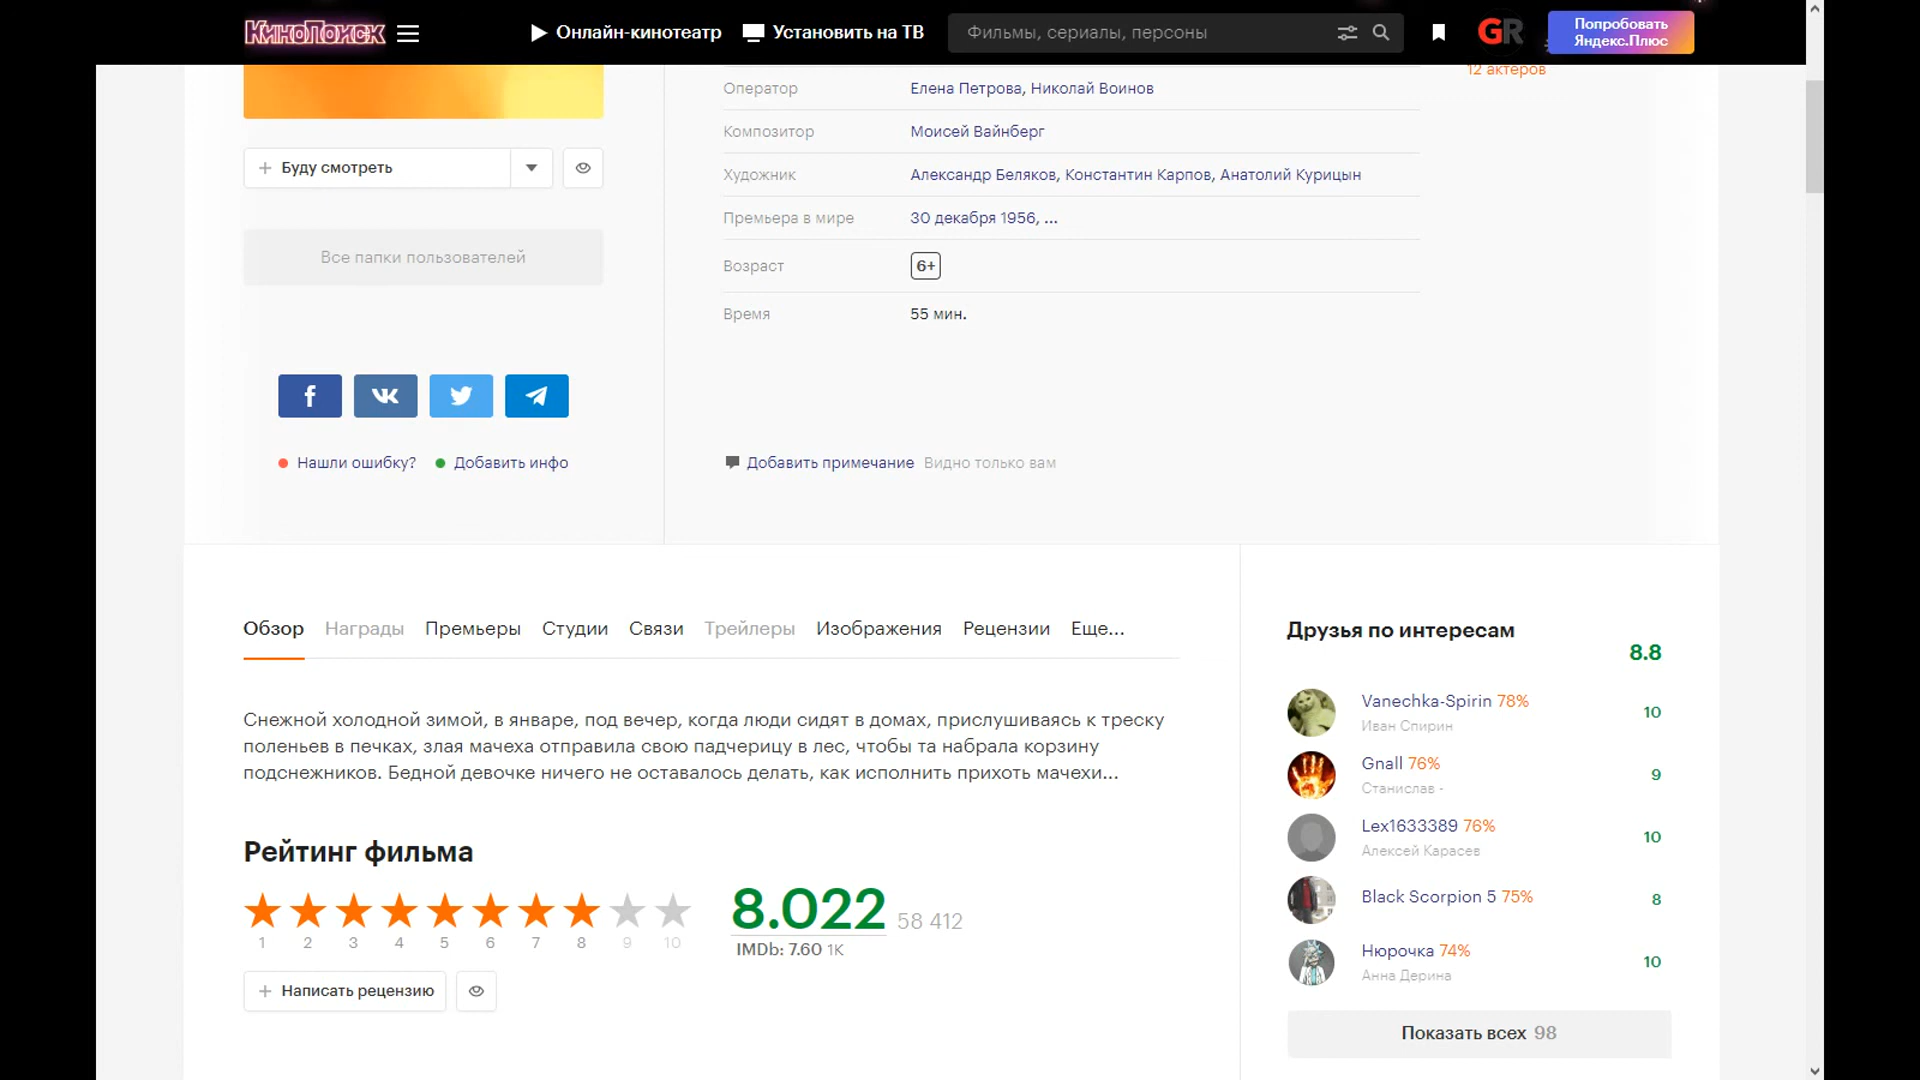 КиноПоиск
Онлайн-кинотеатр
Установить на ТВ
Фильмы, сериалы, персоны
GR
Попробовать
Яндекс.Плюс
12 актеров
Оператор Елена Петрова, Николай Воинов
Композитор Моисей Вайнберг
Художник Александр Беляков, Константин Карпов, Анатолий Курицын
Премьера в мире 30 декабря 1956, ...
Возраст 6+
Время 55 мин.
Буду смотреть
Все папки пользователей
Нашли ошибку? Добавить инфо
Добавить примечание Видно только вам
Обзор Награды Премьеры Студии Связи Трейлеры Изображения Рецензии Еще...
Снежной холодной зимой, в январе, под вечер, когда люди сидят в домах, прислушиваясь к треску
поленьев в печках, злая мачеха отправила свою падчерицу в лес, чтобы та набрала корзину
подснежников. Бедной девочке ничего не оставалось делать, как исполнить прихоть мачехи...
Рейтинг фильма
1 2 3 4 5 6 7 8 9 10
8.022 58 412
IMDb: 7.60 1K
Написать рецензию
Друзья по интересам
8.8
Vanechka-Spirin 78%
Иван Спирин
10
Gnall 76%
Станислав -
9
Lex1633389 76%
Алексей Карасев
10
Black Scorpion 5 75%
8
Нюрочка 74%
Анна Дерина
10
Показать всех 98